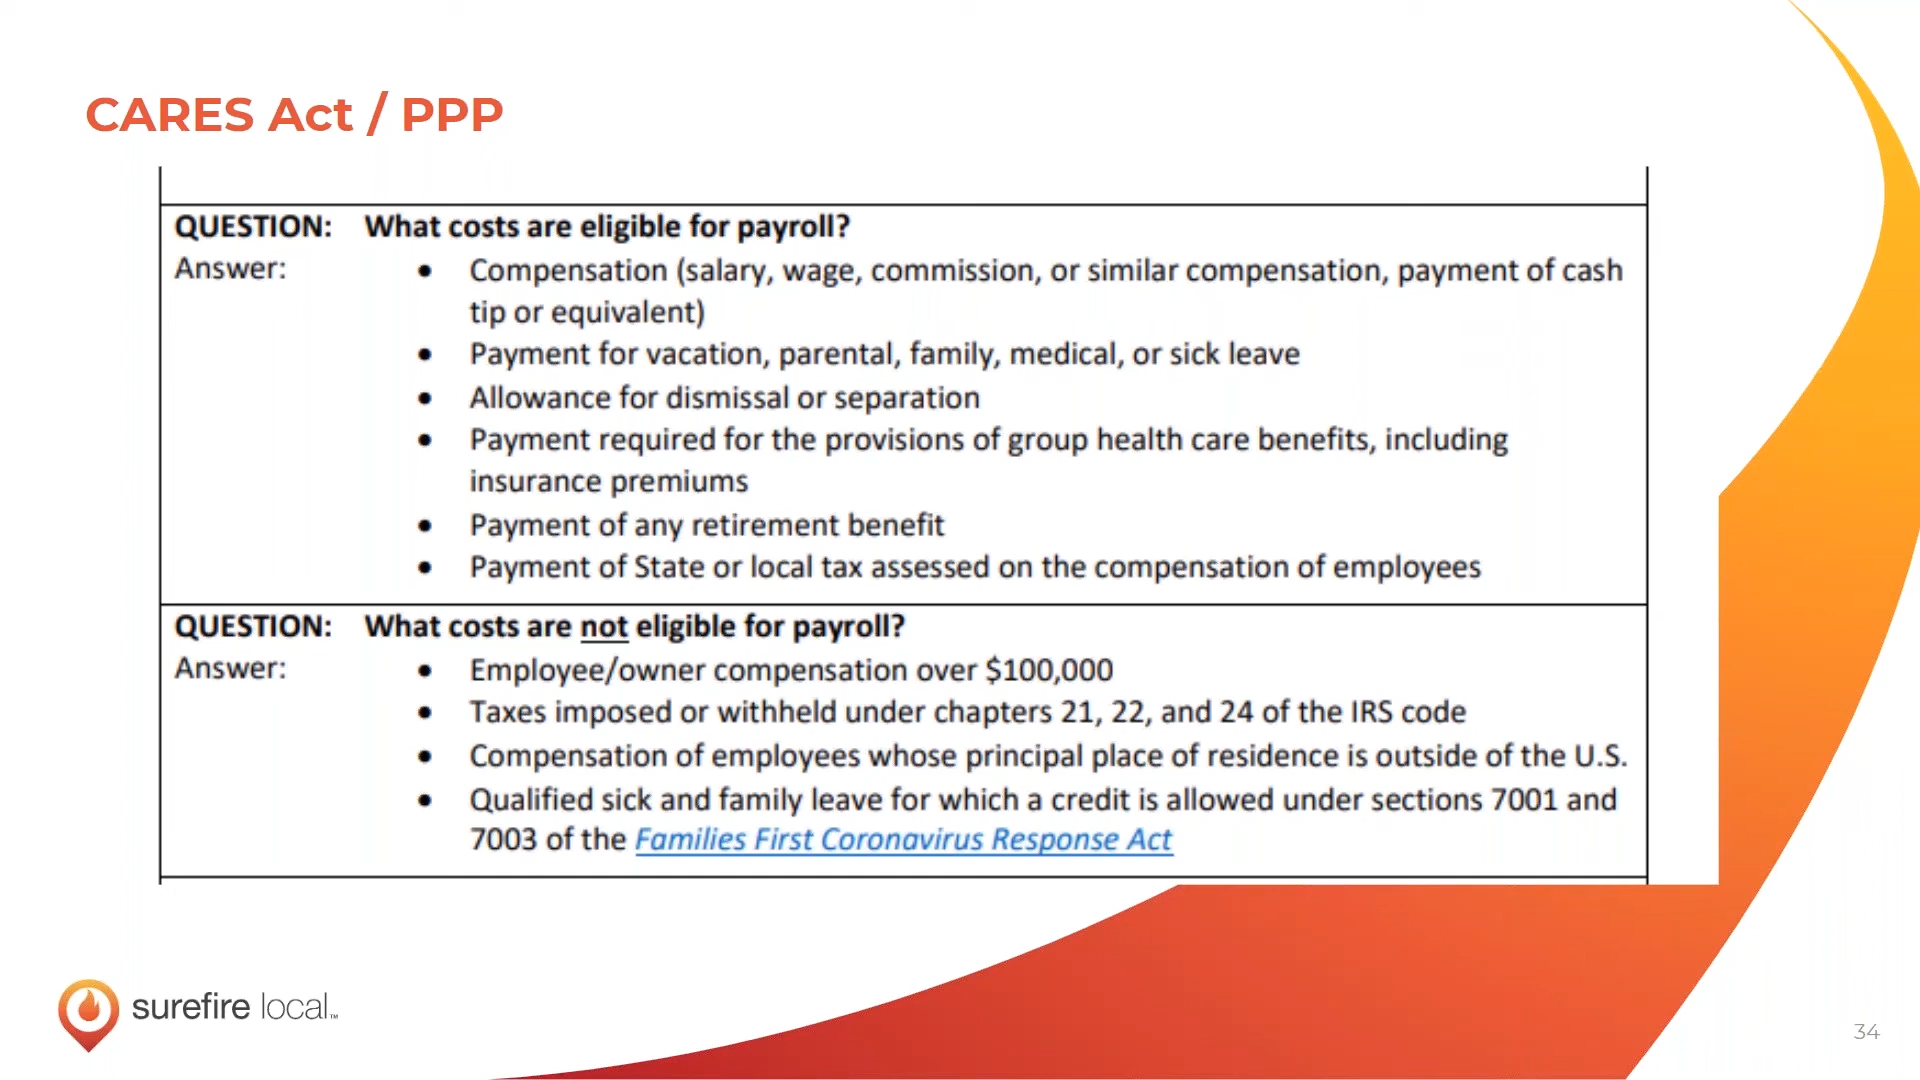 CARES Act / PPP
QUESTION: What costs are eligible for payroll?
Answer: • Compensation (salary, wage, commission, or similar compensation, payment of cash
tip or equivalent)
• Payment for vacation, parental, family, medical, or sick leave
• Allowance for dismissal or separation
• Payment required for the provisions of group health care benefits, including
insurance premiums
• Payment of any retirement benefit
• Payment of State or local tax assessed on the compensation of employees
QUESTION: What costs are not eligible for payroll?
Answer: • Employee/owner compensation over $100,000
• Taxes imposed or withheld under chapters 21, 22, and 24 of the IRS code
• Compensation of employees whose principal place of residence is outside of the U.S.
• Qualified sick and family leave for which a credit is allowed under sections 7001 and
7003 of the Families First Coronavirus Response Act
surefire local™
34